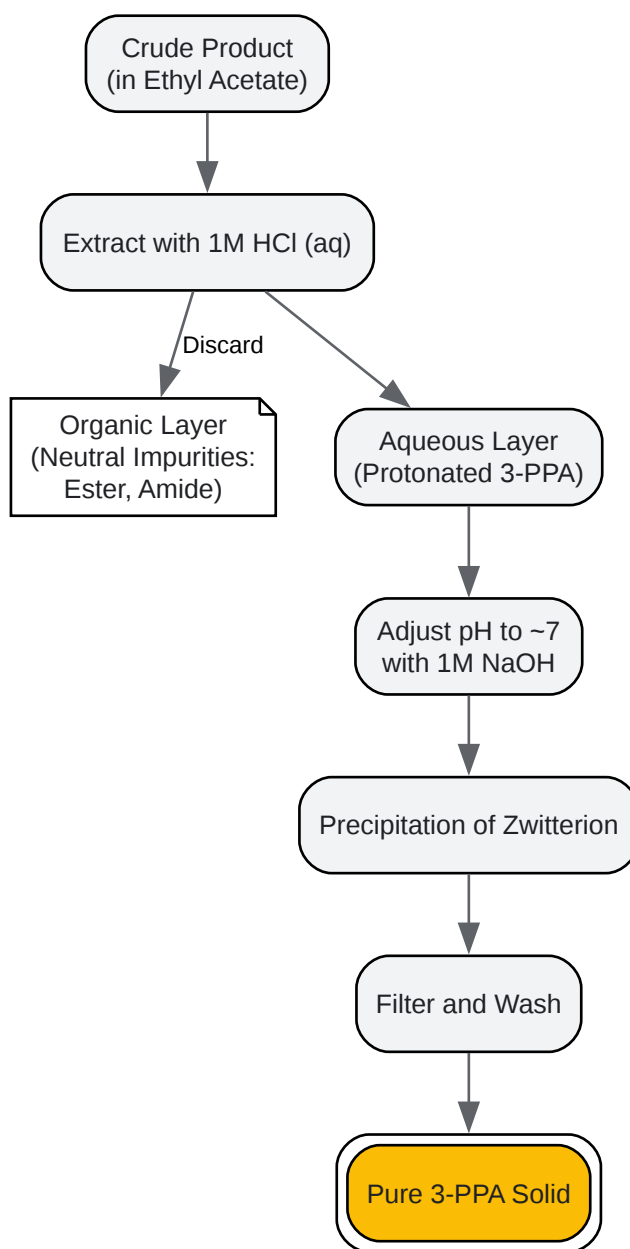 Crude Product
(in Ethyl Acetate)
Extract with 1M HCl (aq)
Discard
Organic Layer
(Neutral Impurities:
Ester, Amide)
Aqueous Layer
(Protonated 3-PPA)
Adjust pH to ~7
with 1M NaOH
Precipitation of Zwitterion
Filter and Wash
Pure 3-PPA Solid